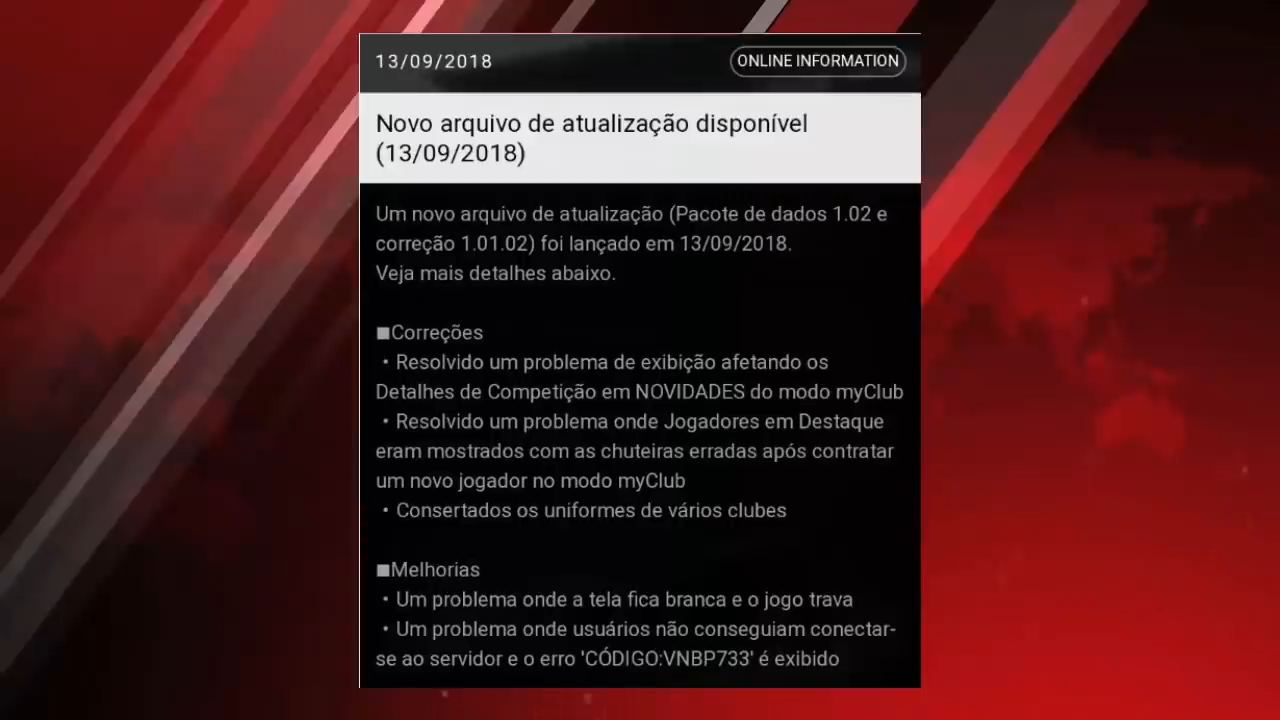 13/09/2018
ONLINE INFORMATION
Novo arquivo de atualização disponível
(13/09/2018)
Um novo arquivo de atualização (Pacote de dados 1.02 e
correção 1.01.02) foi lançado em 13/09/2018.
Veja mais detalhes abaixo.
■Correções
・Resolvido um problema de exibição afetando os
Detalhes de Competição em NOVIDADES do modo myClub
・Resolvido um problema onde Jogadores em Destaque
eram mostrados com as chuteiras erradas após contratar
um novo jogador no modo myClub
・Consertados os uniformes de vários clubes
■Melhorias
・Um problema onde a tela fica branca e o jogo trava
・Um problema onde usuários não conseguiam conectar-
se ao servidor e o erro 'CÓDIGO:VNBP733' é exibido